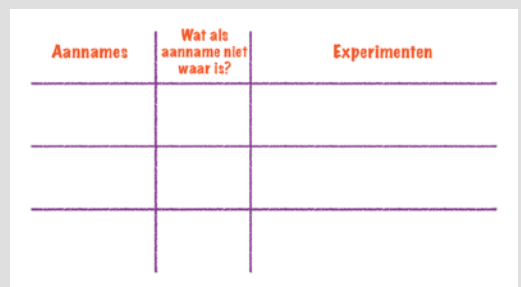 Aannames
Wat als
aanname niet
waar is?
Experimenten